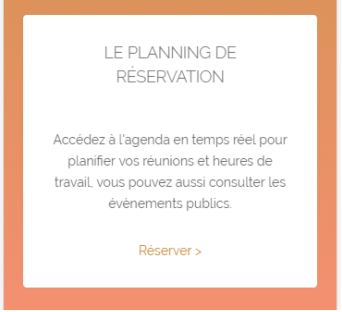 LE PLANNING DE
RÉSERVATION
Accédez à l'agenda en temps réel pour
planifier vos réunions et heures de
travail, vous pouvez aussi consulter les
évènements publics.
Réserver >